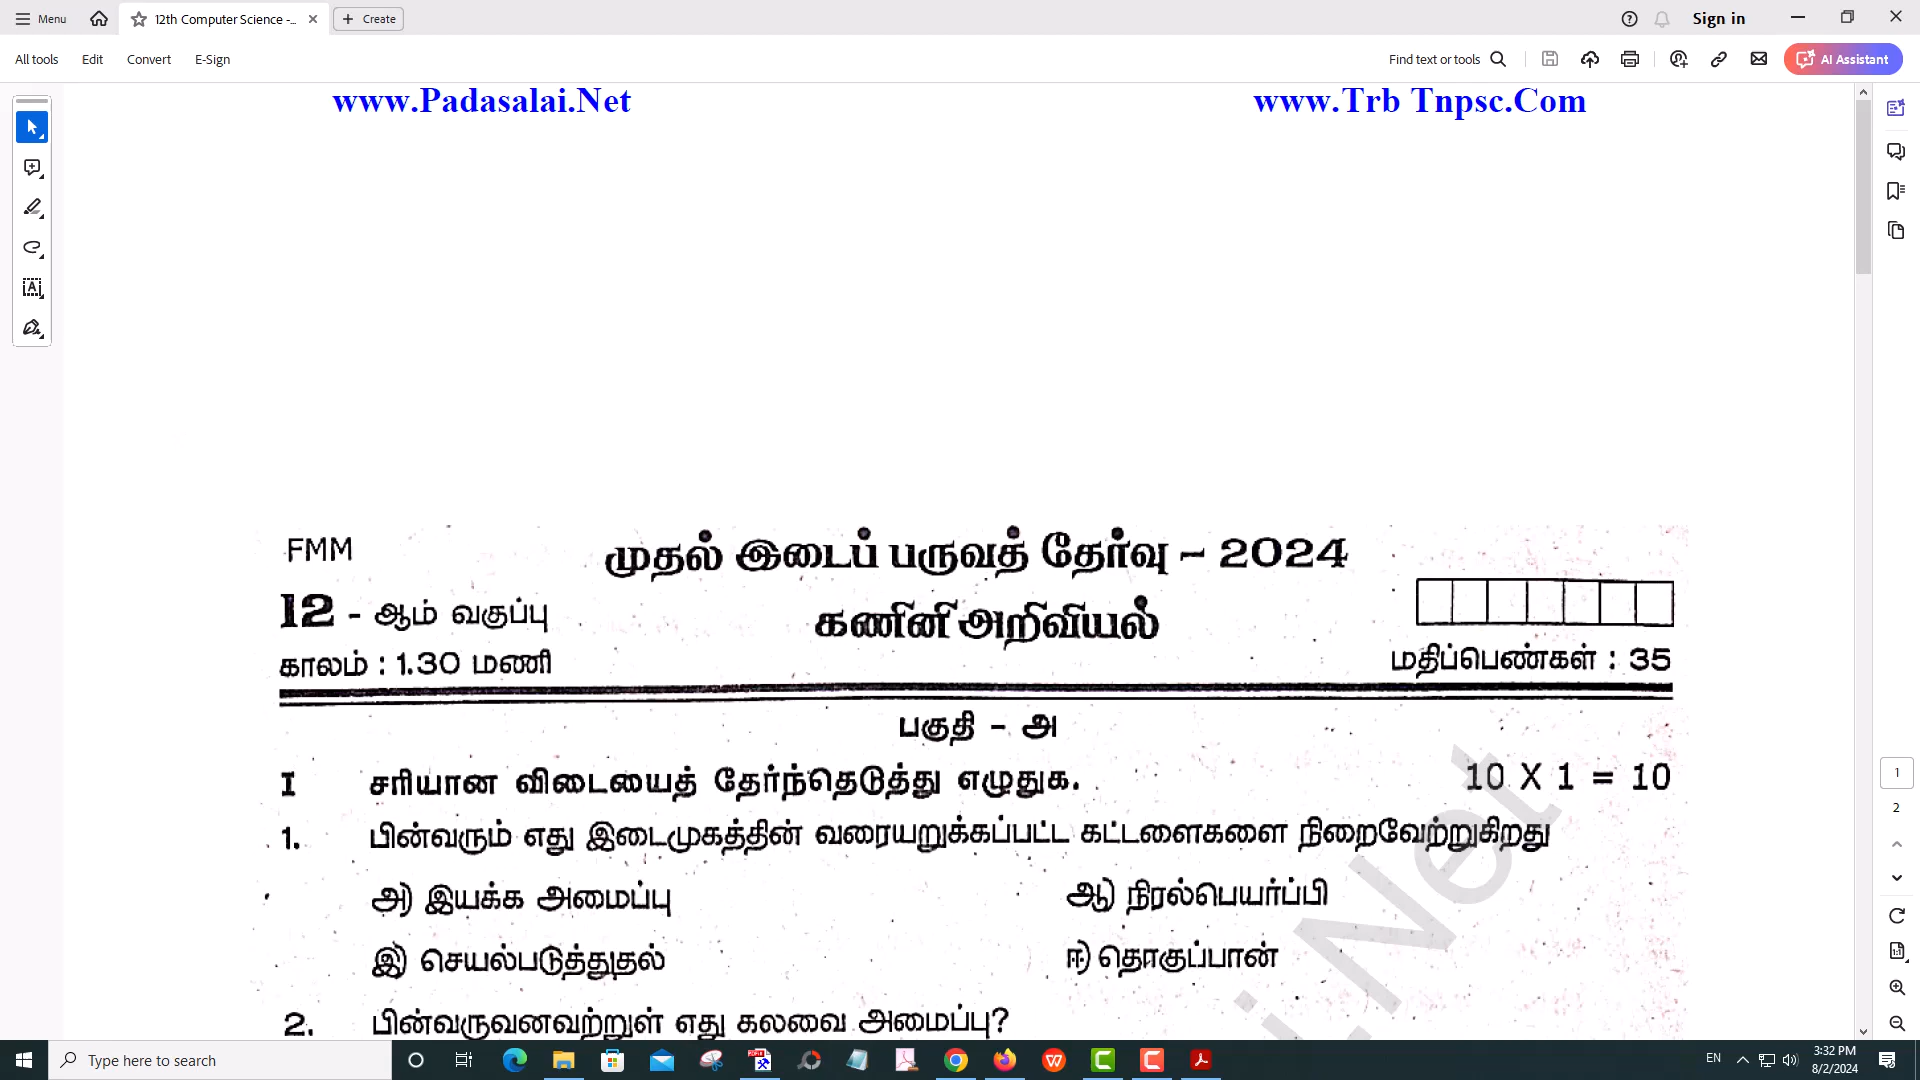 Menu
12th Computer Science -...
Create
Sign in
All tools
Edit
Convert
E-Sign
Find text or tools
AI Assistant
www.Padasalai.Net
www.Trb Tnpsc.Com
FMM
முதல் இடைப் பருவத் தேர்வு – 2024
12 - ஆம் வகுப்பு
கணினி அறிவியல்
காலம் : 1.30 மணி
மதிப்பெண்கள் : 35
பகுதி - அ
I சரியான விடையைத் தேர்ந்தெடுத்து எழுதுக. 10 X 1 = 10
1. பின்வரும் எது இடைமுகத்தின் வரையறுக்கப்பட்ட கட்டளைகளை நிறைவேற்றுகிறது
அ) இயக்க அமைப்பு ஆ) நிரல்பெயர்ப்பி
இ) செயல்படுத்துதல் ஈ) தொகுப்பான்
2. பின்வருவனவற்றுள் எது கலவை அமைப்பு?
i.Net
1
2
Type here to search
EN
3:32 PM
8/2/2024